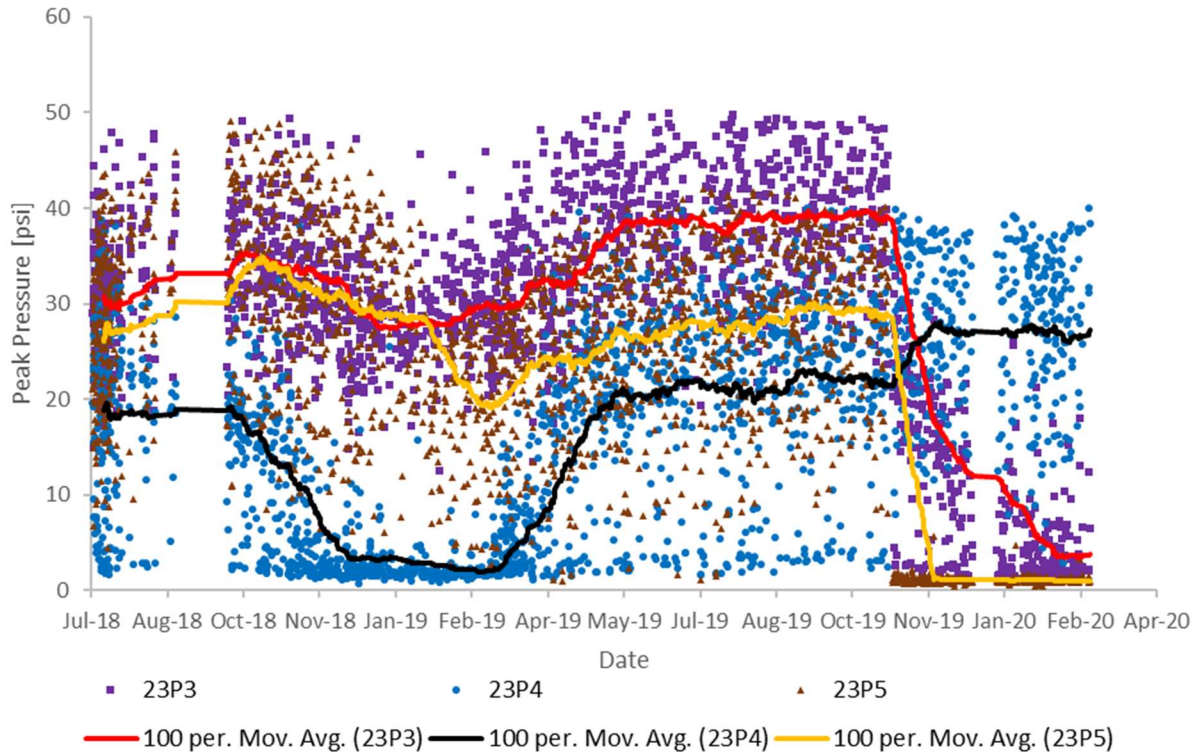 60
50
40
30
20
10
0
Peak Pressure [psi]
Jul-18 Aug-18 Oct-18 Nov-18 Jan-19 Feb-19 Apr-19 May-19 Jul-19 Aug-19 Oct-19 Nov-19 Jan-20 Feb-20 Apr-20
Date
23P3 23P4 23P5
100 per. Mov. Avg. (23P3) 100 per. Mov. Avg. (23P4) 100 per. Mov. Avg. (23P5)